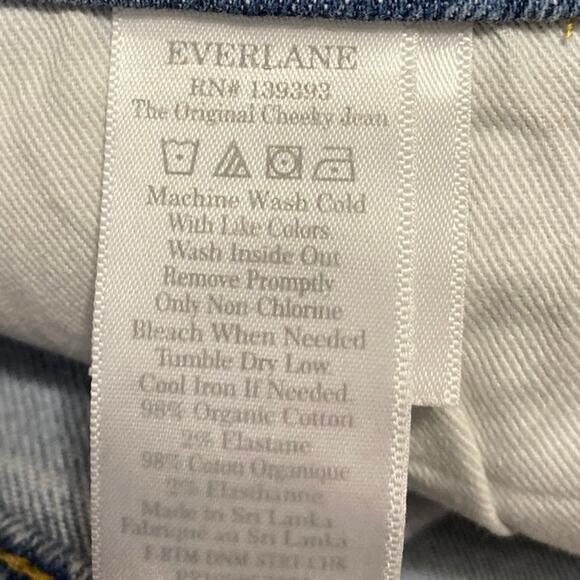 EVERLANE
RN# 139393
The Original Cheeky Jean
Machine Wash Cold
With Like Colors.
Wash Inside Out
Remove Promptly
Only Non-Chlorine
Bleach When Needed
Tumble Dry Low.
Cool Iron If Needed.
98% Organic Cotton
2% Elastane
98% Coton Organique
2% Elasthanne
Made in Sri Lanka
Fabrique au Sri Lanka